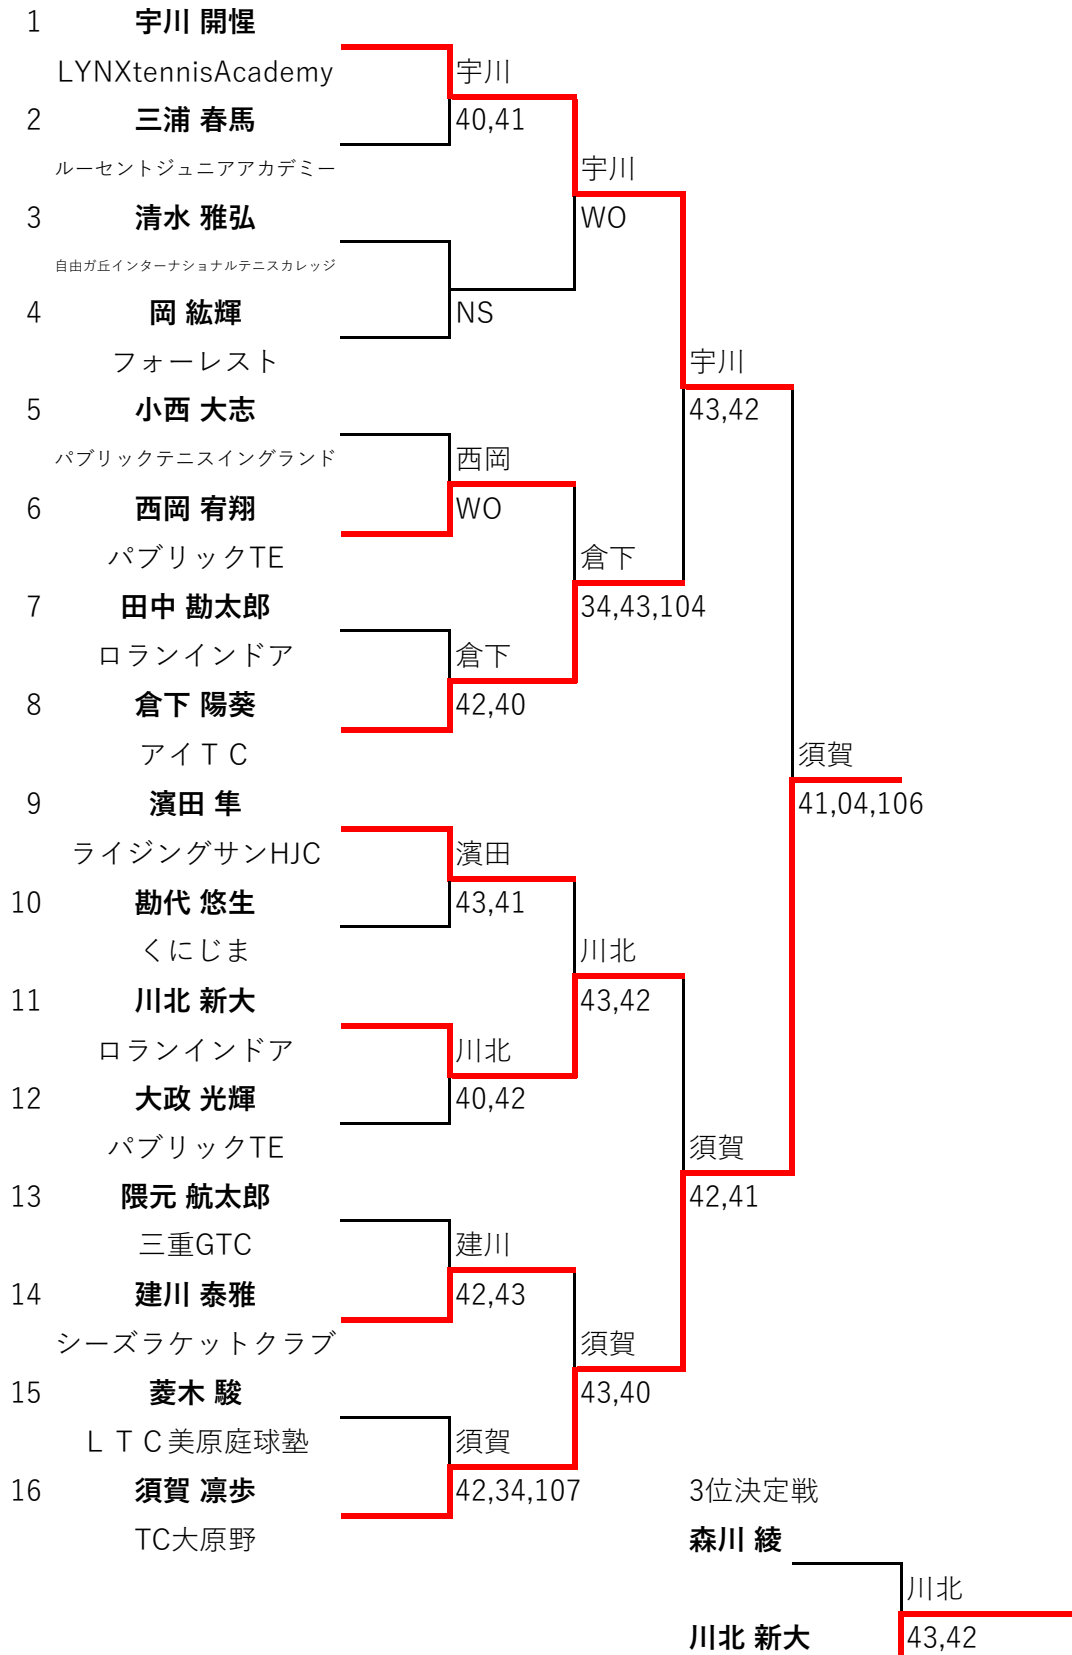 1 宇川 開惺
LYNXtennisAcademy
宇川
2 三浦 春馬
40,41
ルーセントジュニアアカデミー
宇川
3 清水 雅弘
WO
自由ガ丘インターナショナルテニスカレッジ
4 岡 紘輝
NS
フォーレスト
宇川
5 小西 大志
43,42
パブリックテニスイングランド
西岡
6 西岡 宥翔
WO
パブリックTE
倉下
7 田中 勘太郎
34,43,104
ロランインドア
倉下
8 倉下 陽葵
42,40
アイＴＣ
須賀
9 濱田 隼
41,04,106
ライジングサンHJC
濱田
10 勘代 悠生
43,41
くにじま
川北
11 川北 新大
43,42
ロランインドア
川北
12 大政 光輝
40,42
パブリックTE
須賀
13 隈元 航太郎
42,41
三重GTC
建川
14 建川 泰雅
42,43
シーズラケットクラブ
須賀
15 菱木 駿
43,40
ＬＴＣ美原庭球塾
須賀
16 須賀 凛歩
42,34,107
3位決定戦
TC大原野
森川 綾
川北
川北 新大
43,42